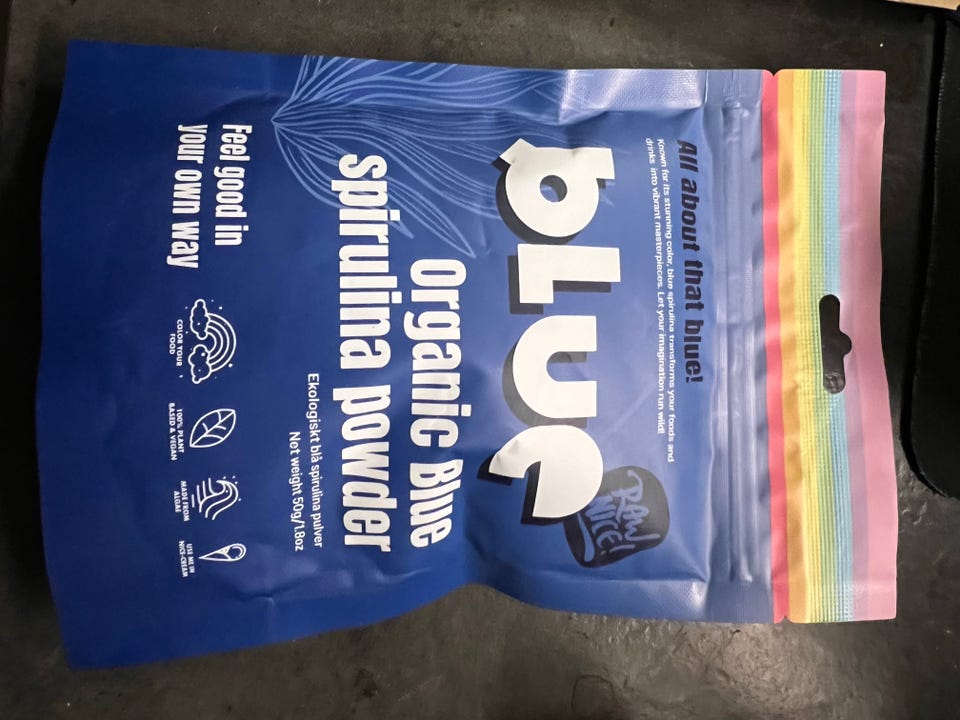 All about that blue!
Known for its stunning color, blue spirulina transforms your foods and
drinks into vibrant masterpieces. Let your imagination run wild!
RAW
NICE!
bLUe
Organic Blue
spirulina powder
Ekologiskt blå spirulina pulver
Net weight 50g/1.8oz
Feel good in
your own way
COLOR YOUR
FOOD
100% PLANT
BASED & VEGAN
MADE FROM
ALGAE
USE ME IN
NICE-CREAM